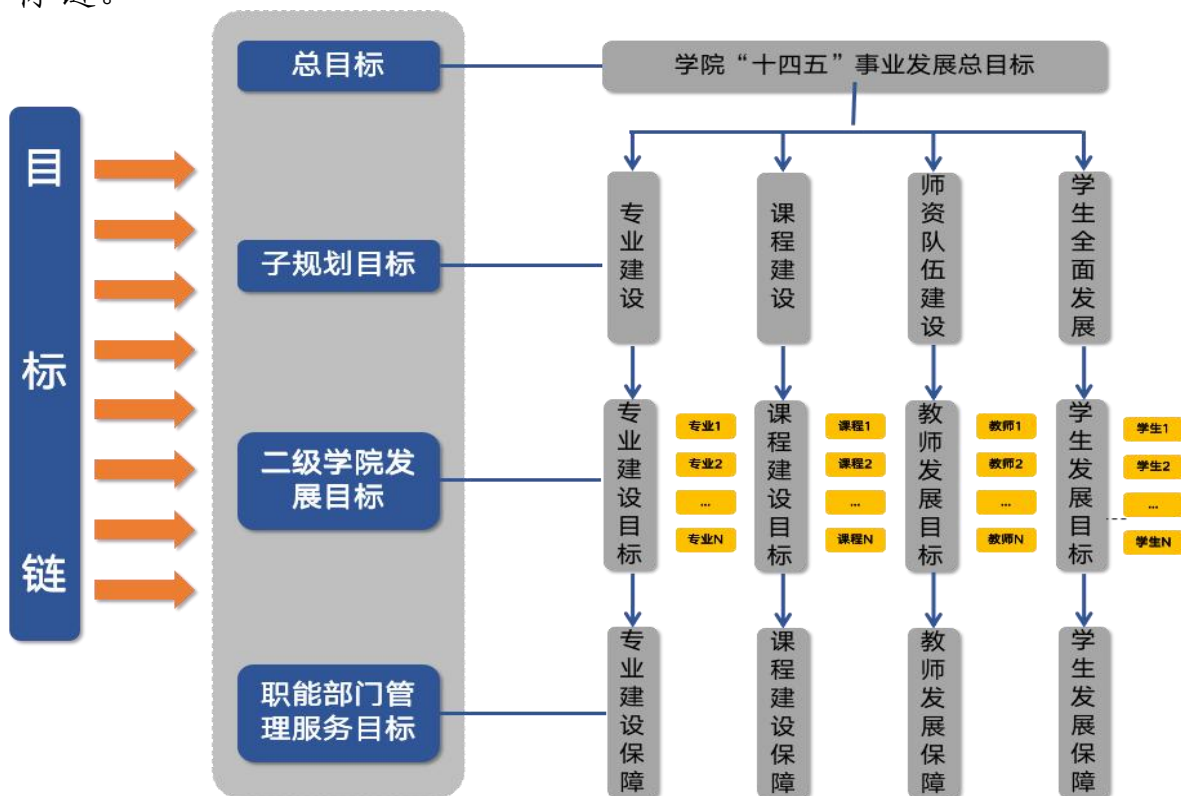 标链。
目标链
总目标
学院“十四五”事业发展总目标
子规划目标
专业建设
课程建设
师资队伍建设
学生全面发展
二级学院发
展目标
专业建设目标
专业1
专业2
...
专业N
课程建设目标
课程1
课程2
...
课程N
教师发展目标
教师1
教师2
...
教师N
学生发展目标
学生1
学生2
...
学生N
职能部门管
理服务目标
专业建设保障
课程建设保障
教师发展保障
学生发展保障